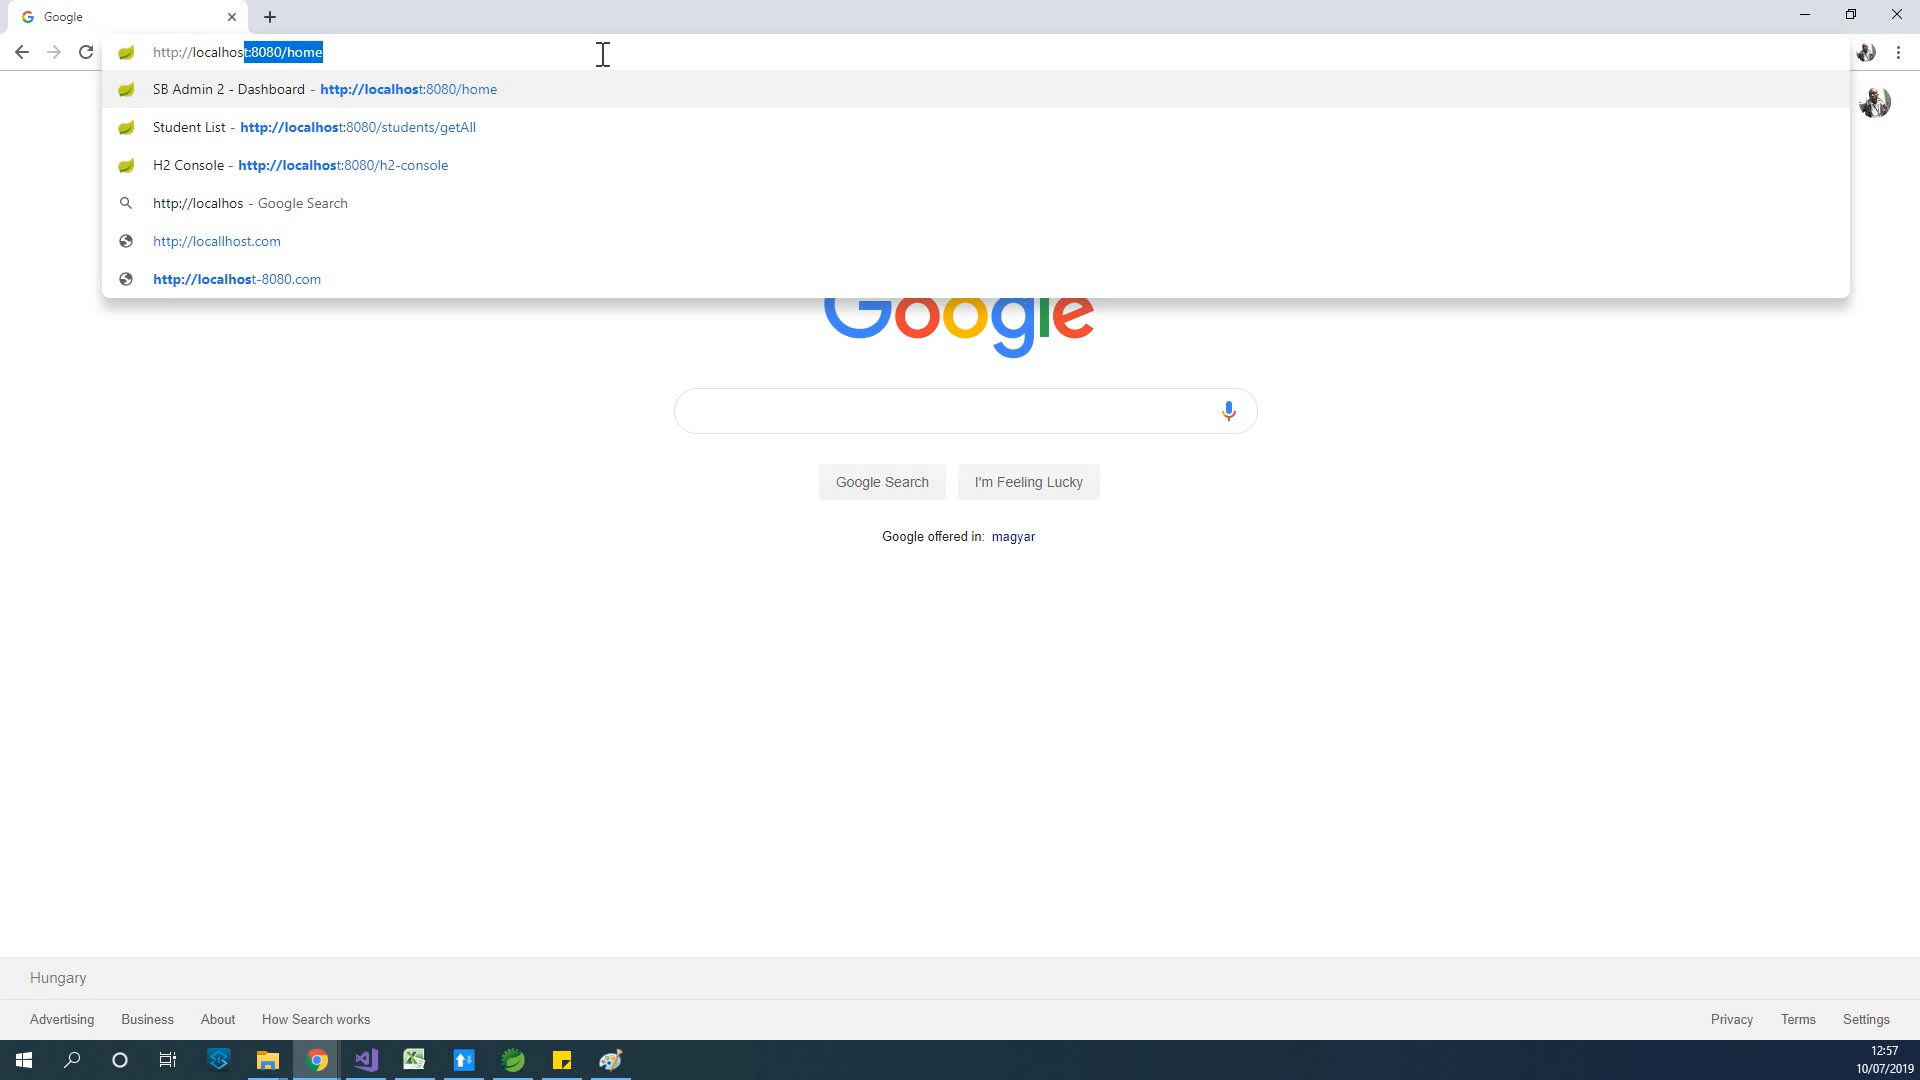 Google
http://localhost:8080/home
SB Admin 2 - Dashboard - http://localhost:8080/home
Student List - http://localhost:8080/students/getAll
H2 Console - http://localhost:8080/h2-console
http://localhos - Google Search
http://locallhost.com
http://localhost-8080.com
Google
Google Search
I'm Feeling Lucky
Google offered in: magyar
Hungary
Advertising Business About How Search works Privacy Terms Settings
12:57
10/07/2019